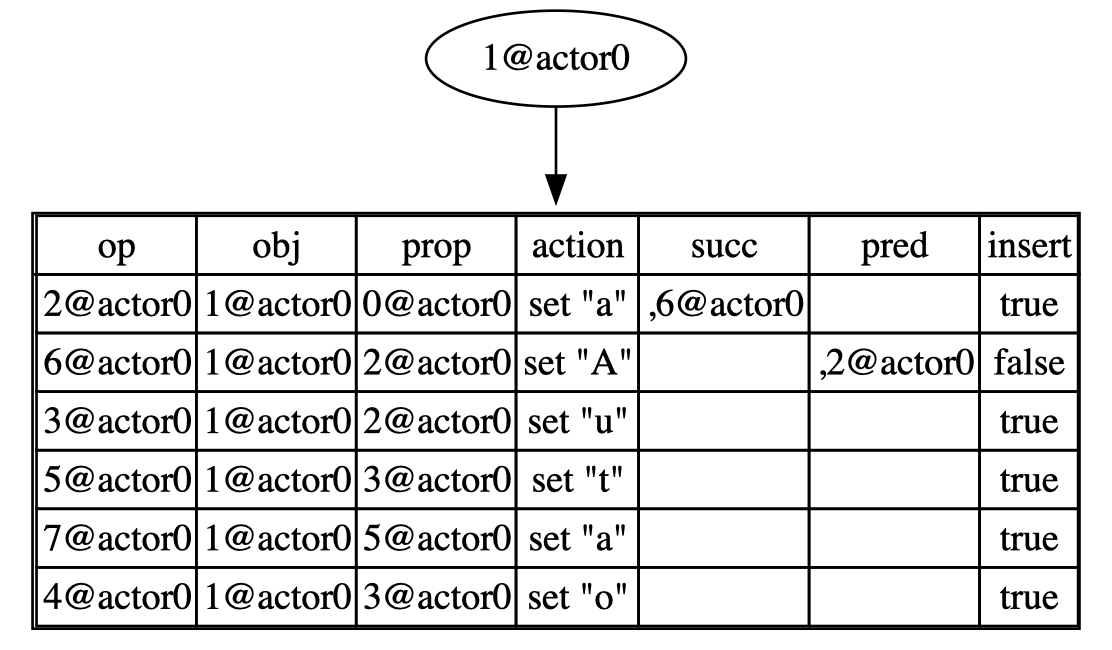 1@actor0
op obj prop action succ pred insert
2@actor0 1@actor0 0@actor0 set "a" ,6@actor0 true
6@actor0 1@actor0 2@actor0 set "A" ,2@actor0 false
3@actor0 1@actor0 2@actor0 set "u" true
5@actor0 1@actor0 3@actor0 set "t" true
7@actor0 1@actor0 5@actor0 set "a" true
4@actor0 1@actor0 3@actor0 set "o" true